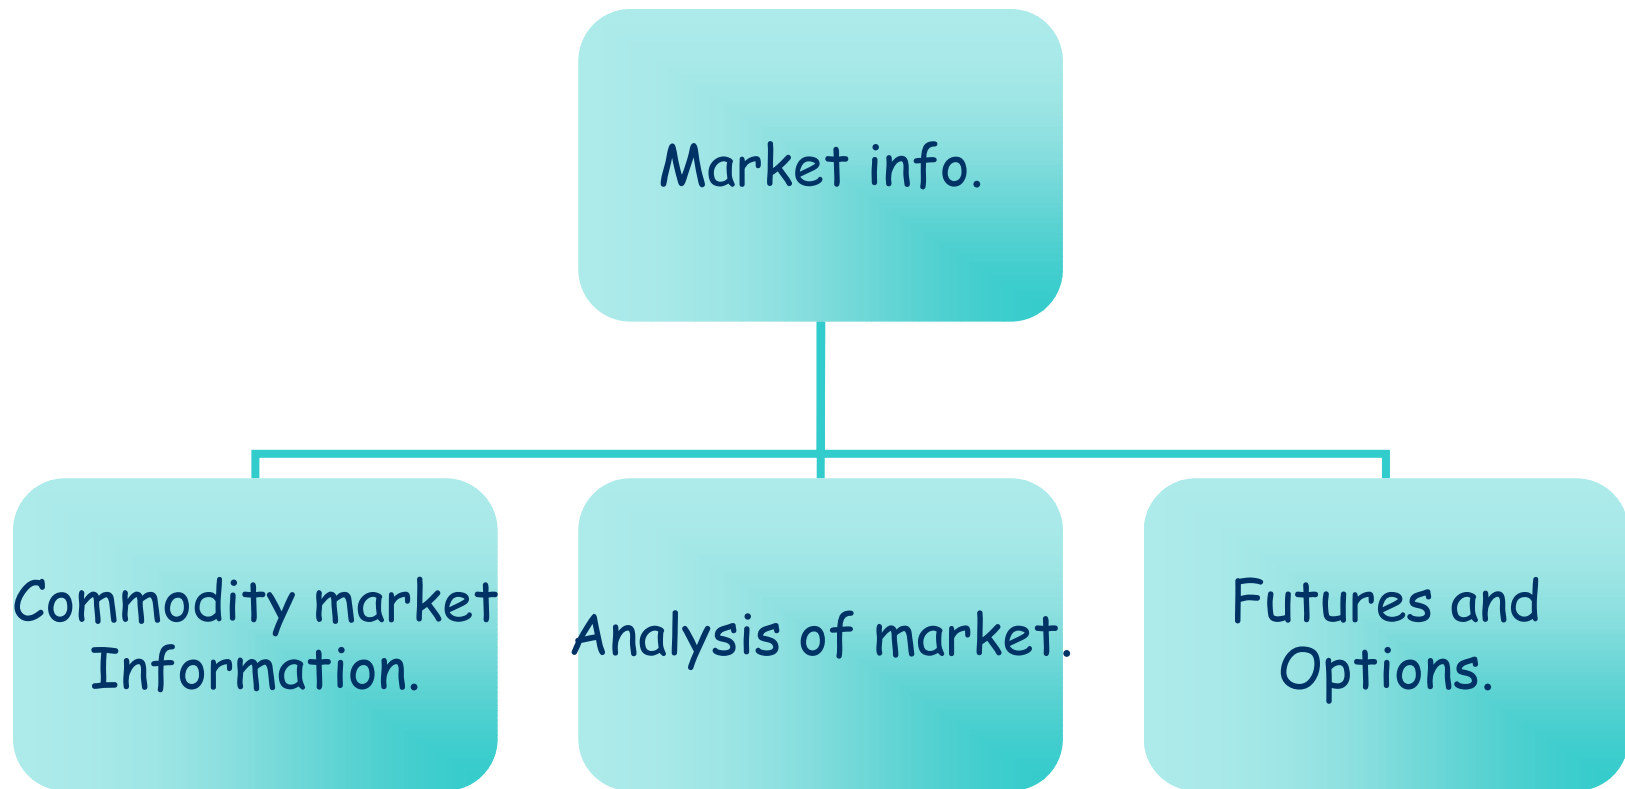 Market info.
Commodity market
Information.
Analysis of market.
Futures and
Options.